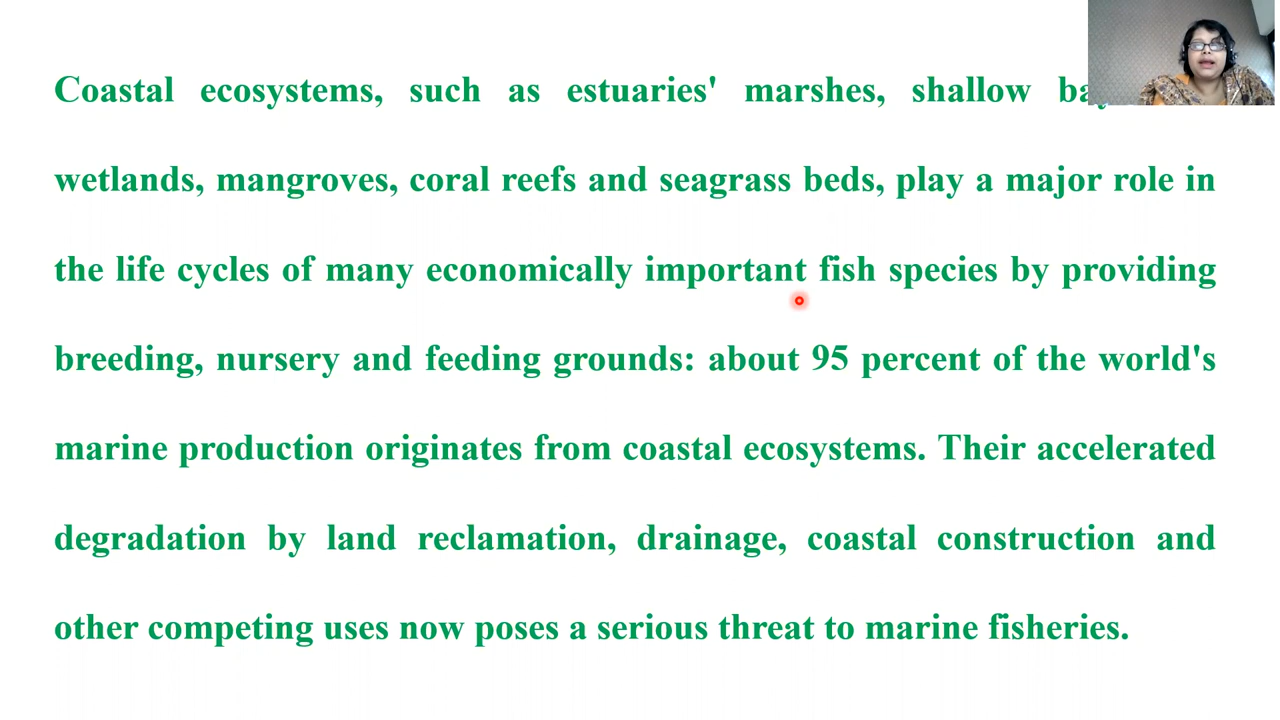 Coastal ecosystems, such as estuaries' marshes, shallow
wetlands, mangroves, coral reefs and seagrass beds, play a major role in
the life cycles of many economically important fish species by providing
breeding, nursery and feeding grounds: about 95 percent of the world's
marine production originates from coastal ecosystems. Their accelerated
degradation by land reclamation, drainage, coastal construction and
other competing uses now poses a serious threat to marine fisheries.